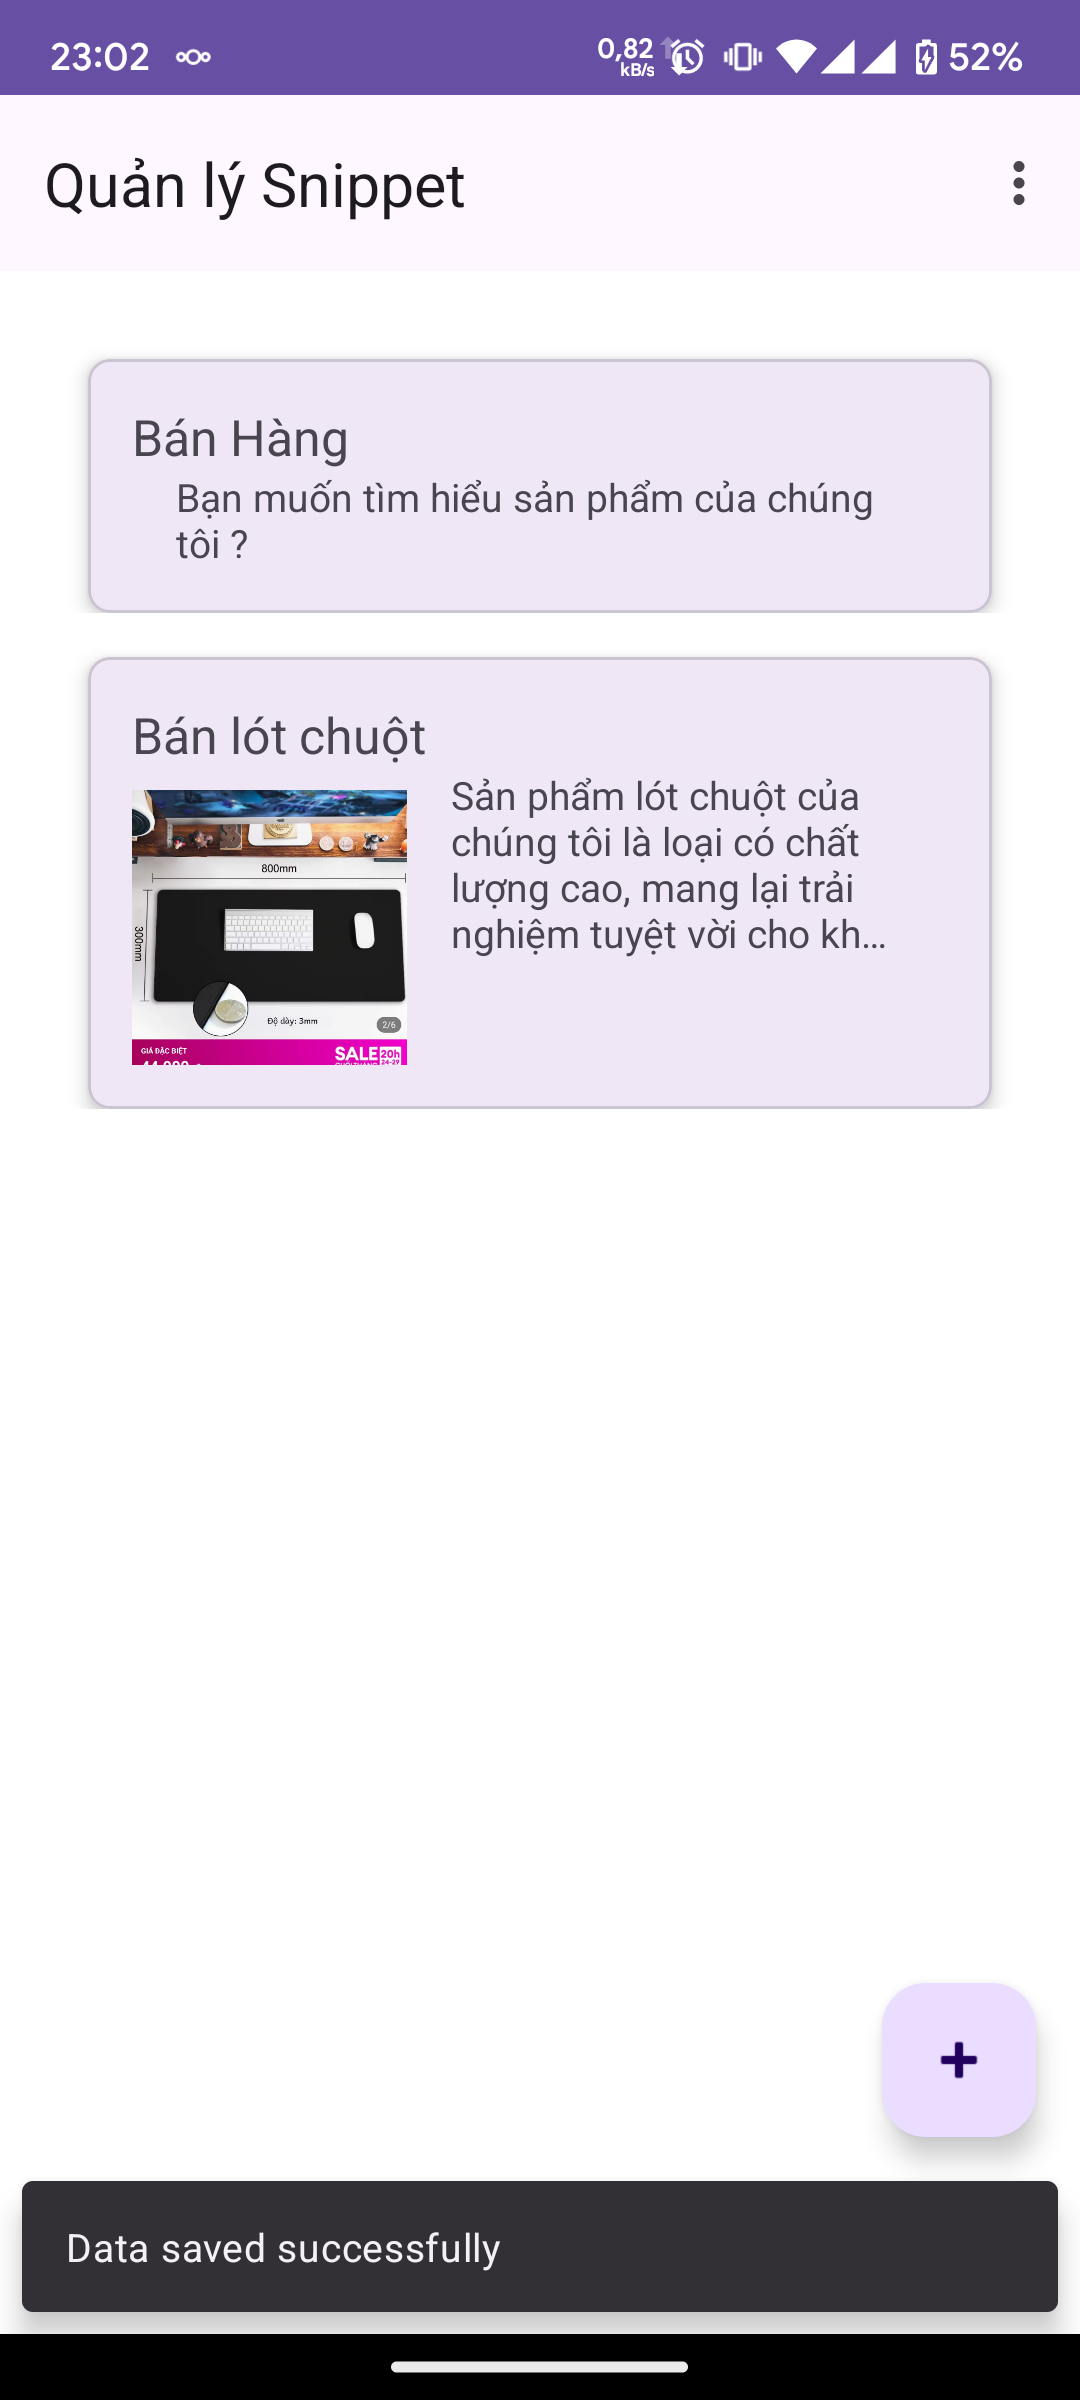 23:02
0,82
kB/s
52%
Quản lý Snippet
Bán Hàng
Bạn muốn tìm hiểu sản phẩm của chúng
tôi ?
Bán lót chuột
Sản phẩm lót chuột của
chúng tôi là loại có chất
lượng cao, mang lại trải
nghiệm tuyệt vời cho kh...
800mm
300mm
Độ dày: 3mm
2/6
GIÁ ĐẶC BIỆT
SALE 20h
24-29
Data saved successfully